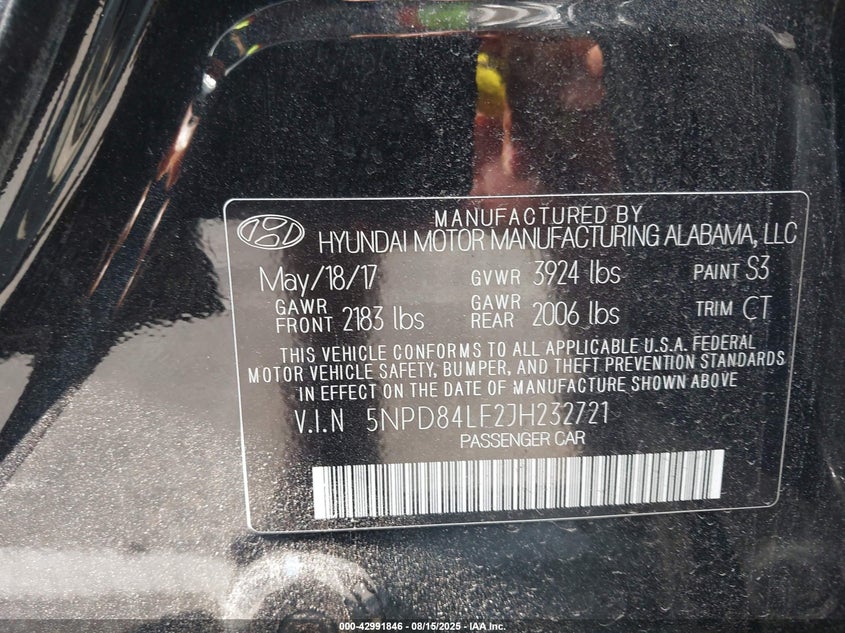 MANUFACTURED BY
HYUNDAI MOTOR MANUFACTURING ALABAMA, LLC
May/18/17 GVWR 3924 lbs PAINT S3
GAWR FRONT 2183 lbs GAWR REAR 2006 lbs TRIM CT
THIS VEHICLE CONFORMS TO ALL APPLICABLE U.S.A. FEDERAL
MOTOR VEHICLE SAFETY, BUMPER, AND THEFT PREVENTION STANDARDS
IN EFFECT ON THE DATE OF MANUFACTURE SHOWN ABOVE
V.I.N 5NPD84LF2JH232721
PASSENGER CAR
000-42991846 - 08/15/2025 - IAA Inc.